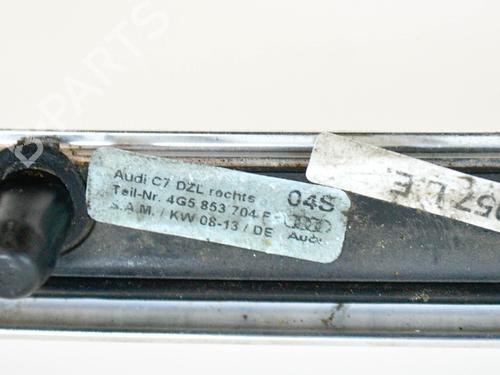 Audi C7 DZL rechts 04S
Teil-Nr. 4G5 853 704 E
S.A.M. / KW 08-13 / DE Audi